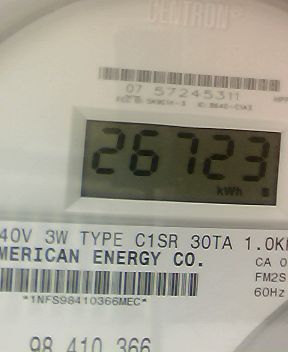 CENTRON
07 57245311
26723
kWh
40V 3W TYPE C1SR 30TA 1.0K
MERICAN ENERGY CO.
CA 0
FM2S
*1NFS98410366MEC*
60Hz
98 410 366